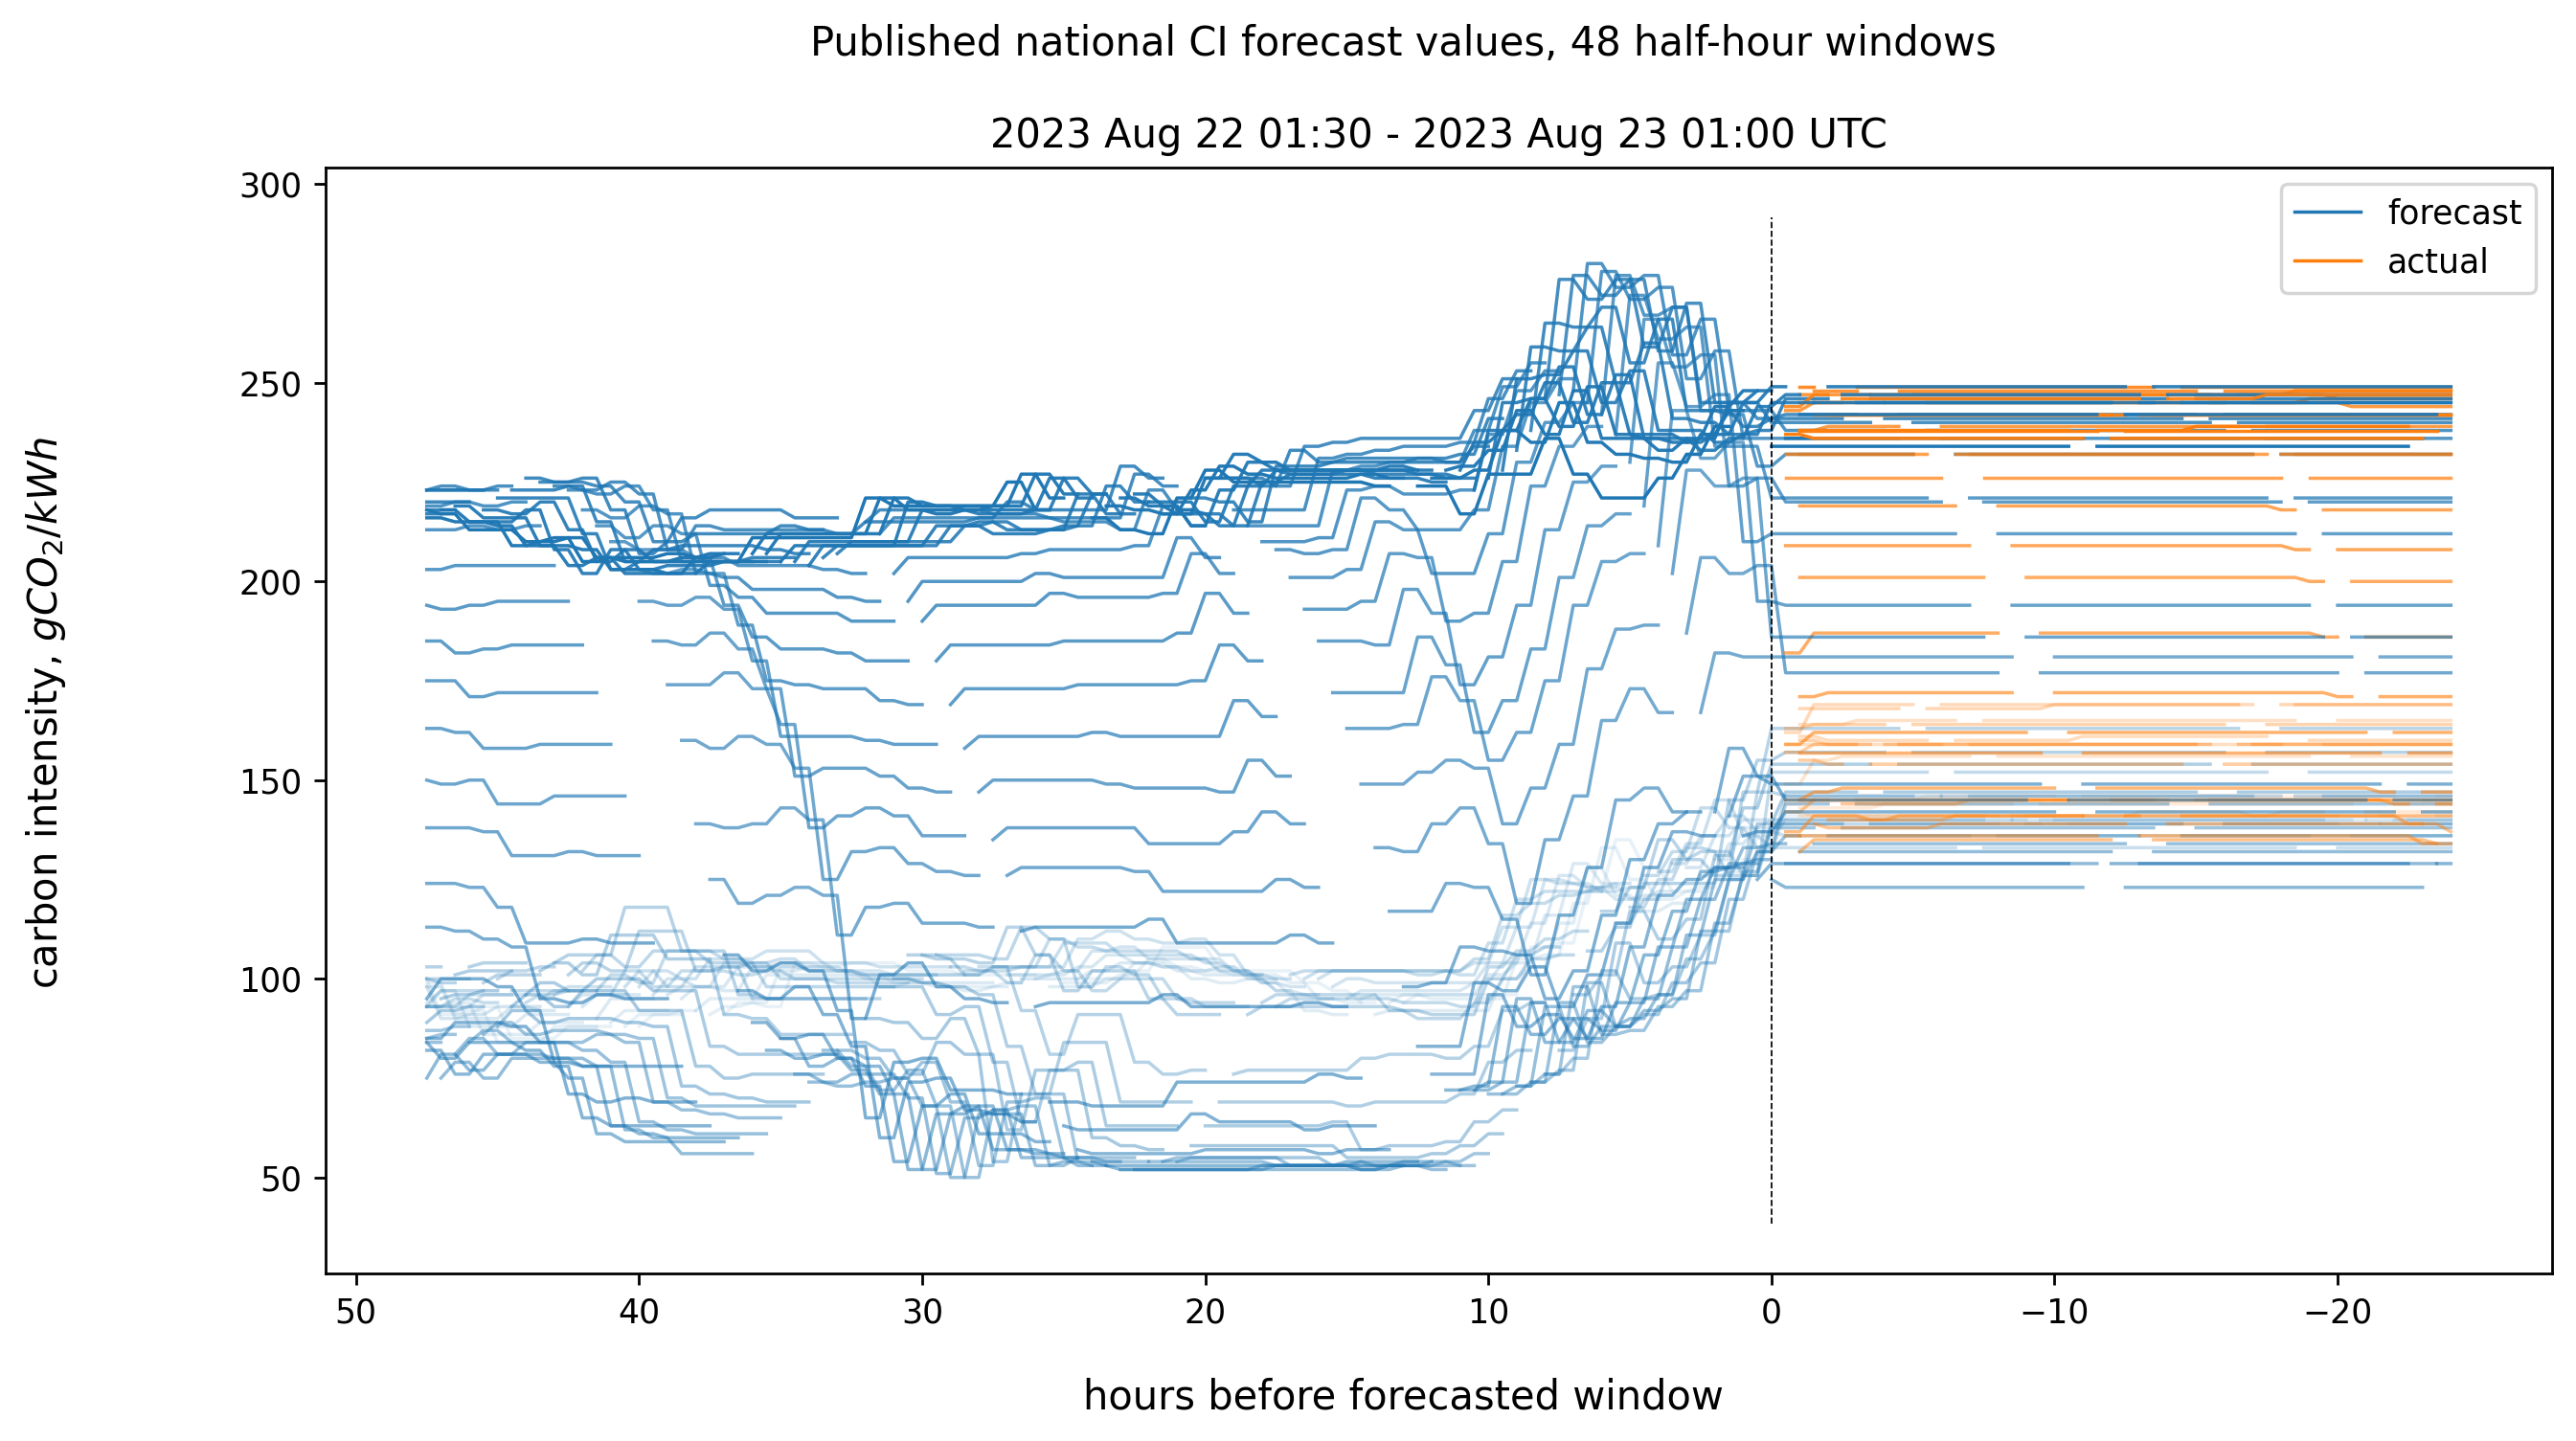 Published national CI forecast values, 48 half-hour windows
2023 Aug 22 01:30 - 2023 Aug 23 01:00 UTC
forecast
actual
carbon intensity, gCO₂/kWh
300
250
200
150
100
50
50 40 30 20 10 0 −10 −20
hours before forecasted window